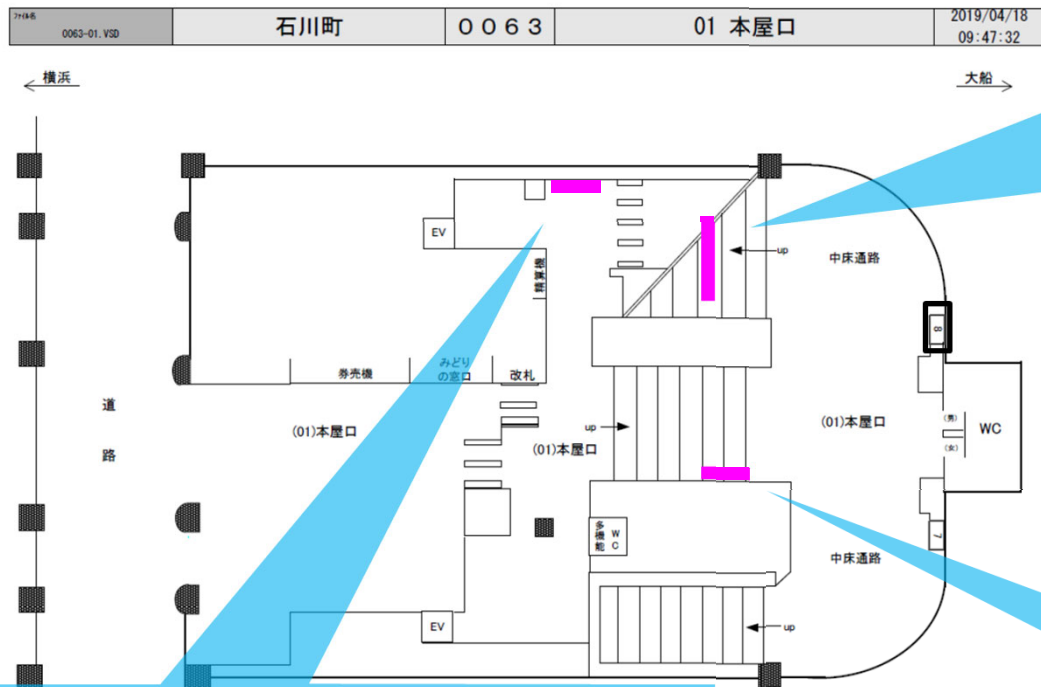 ファイル名
0063-01.VSD
石川町
0063
01 本屋口
2019/04/18
09:47:32
横浜
大船
EV
精算機
up
中床通路
8
券売機
みどり
の窓口
改札
道路
(01)本屋口
up
(01)本屋口
(01)本屋口
(男)
(女)
WC
多機能
WC
7
中床通路
EV
up